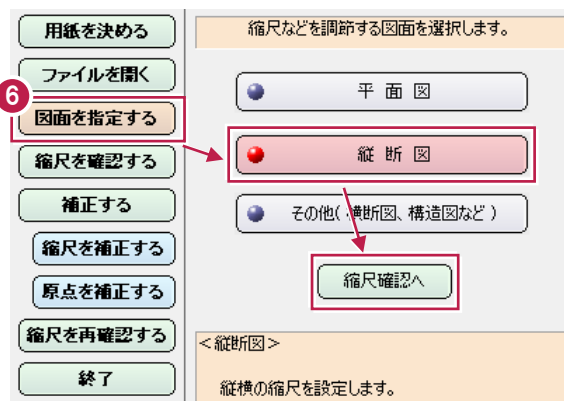 用紙を決める
ファイルを開く
6
図面を指定する
縮尺を確認する
補正する
縮尺を補正する
原点を補正する
縮尺を再確認する
終了
縮尺などを調節する図面を選択します。
平面図
縦断図
その他(横断図、構造図など)
縮尺確認へ
<縦断図>
縦横の縮尺を設定します。